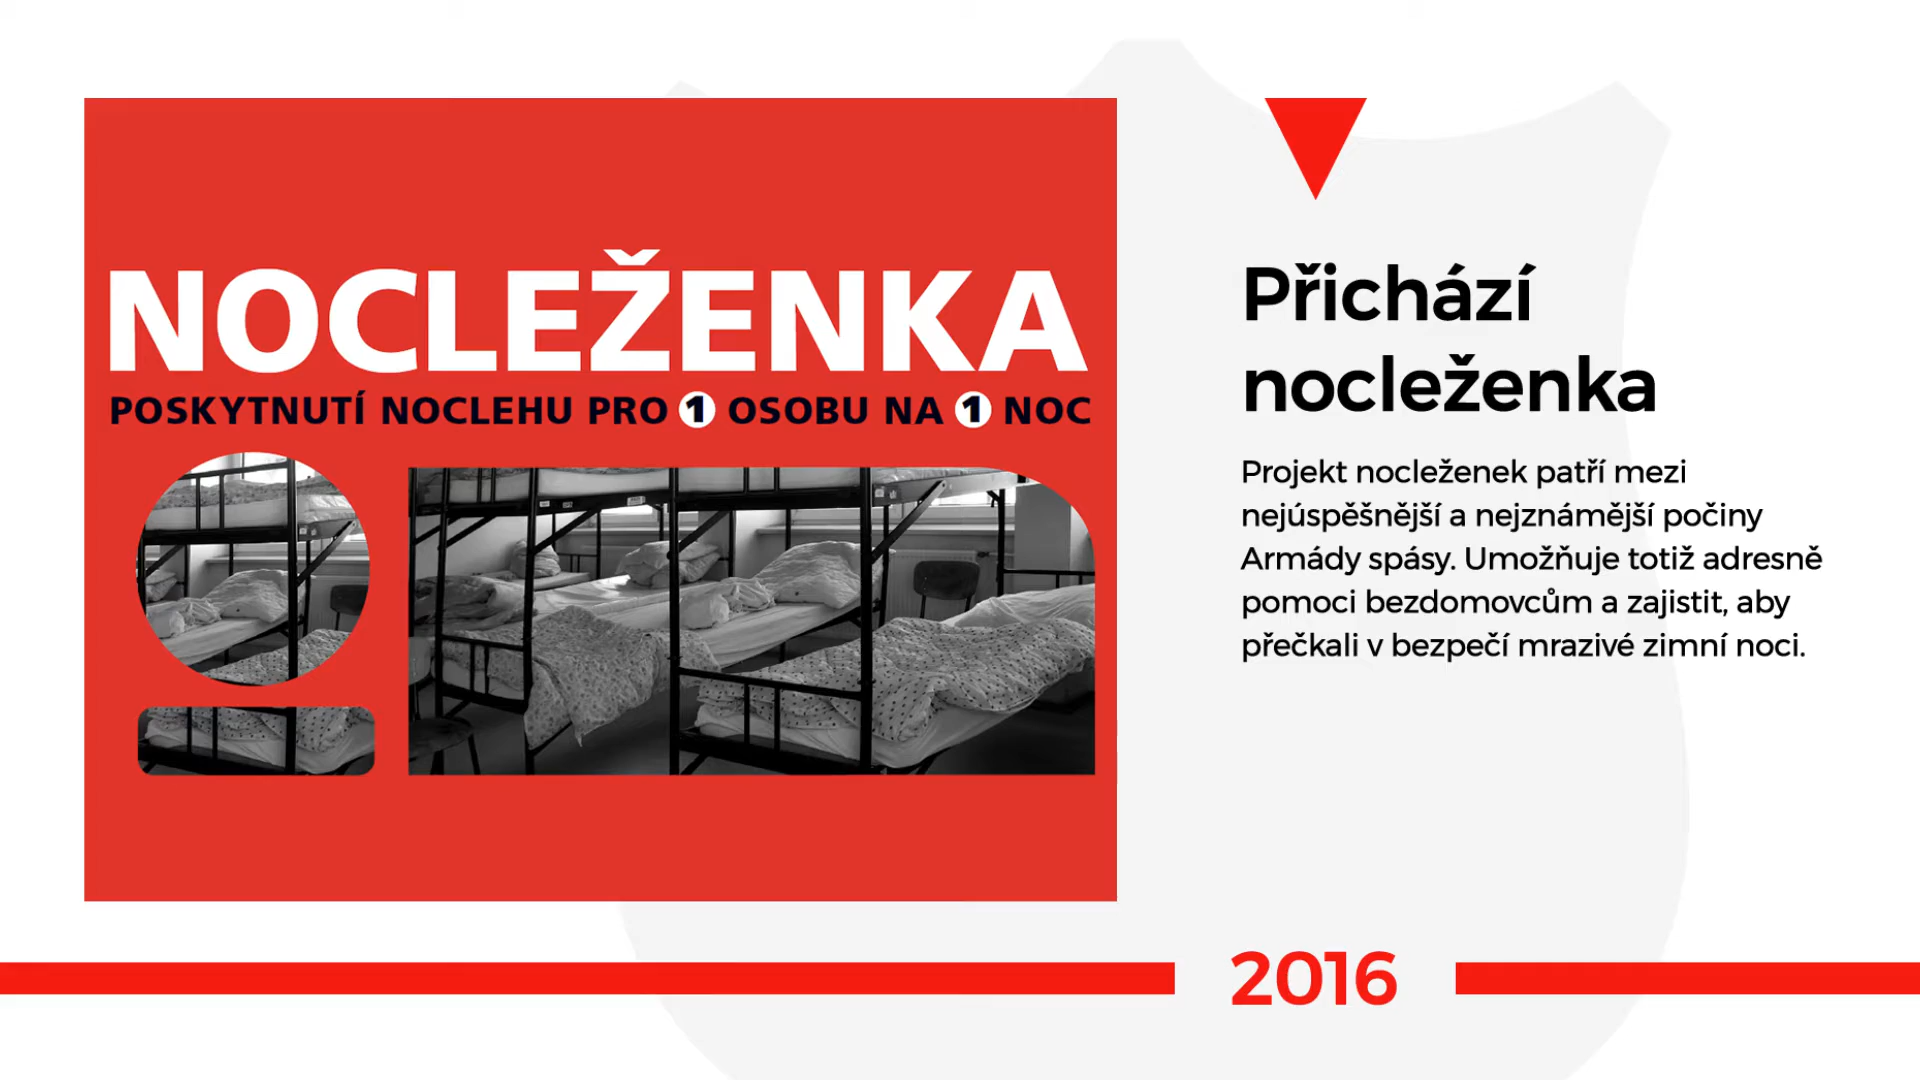 NOCLEŽENKA
POSKYTNUTÍ NOCLEHU PRO 1 OSOBU NA 1 NOC
Přichází
nocleženka
Projekt nocleženek patří mezi
nejúspěšnější a nejznámější počiny
Armády spásy. Umožňuje totiž adresně
pomoci bezdomovcům a zajistit, aby
přečkali v bezpečí mrazivé zimní noci.
2016